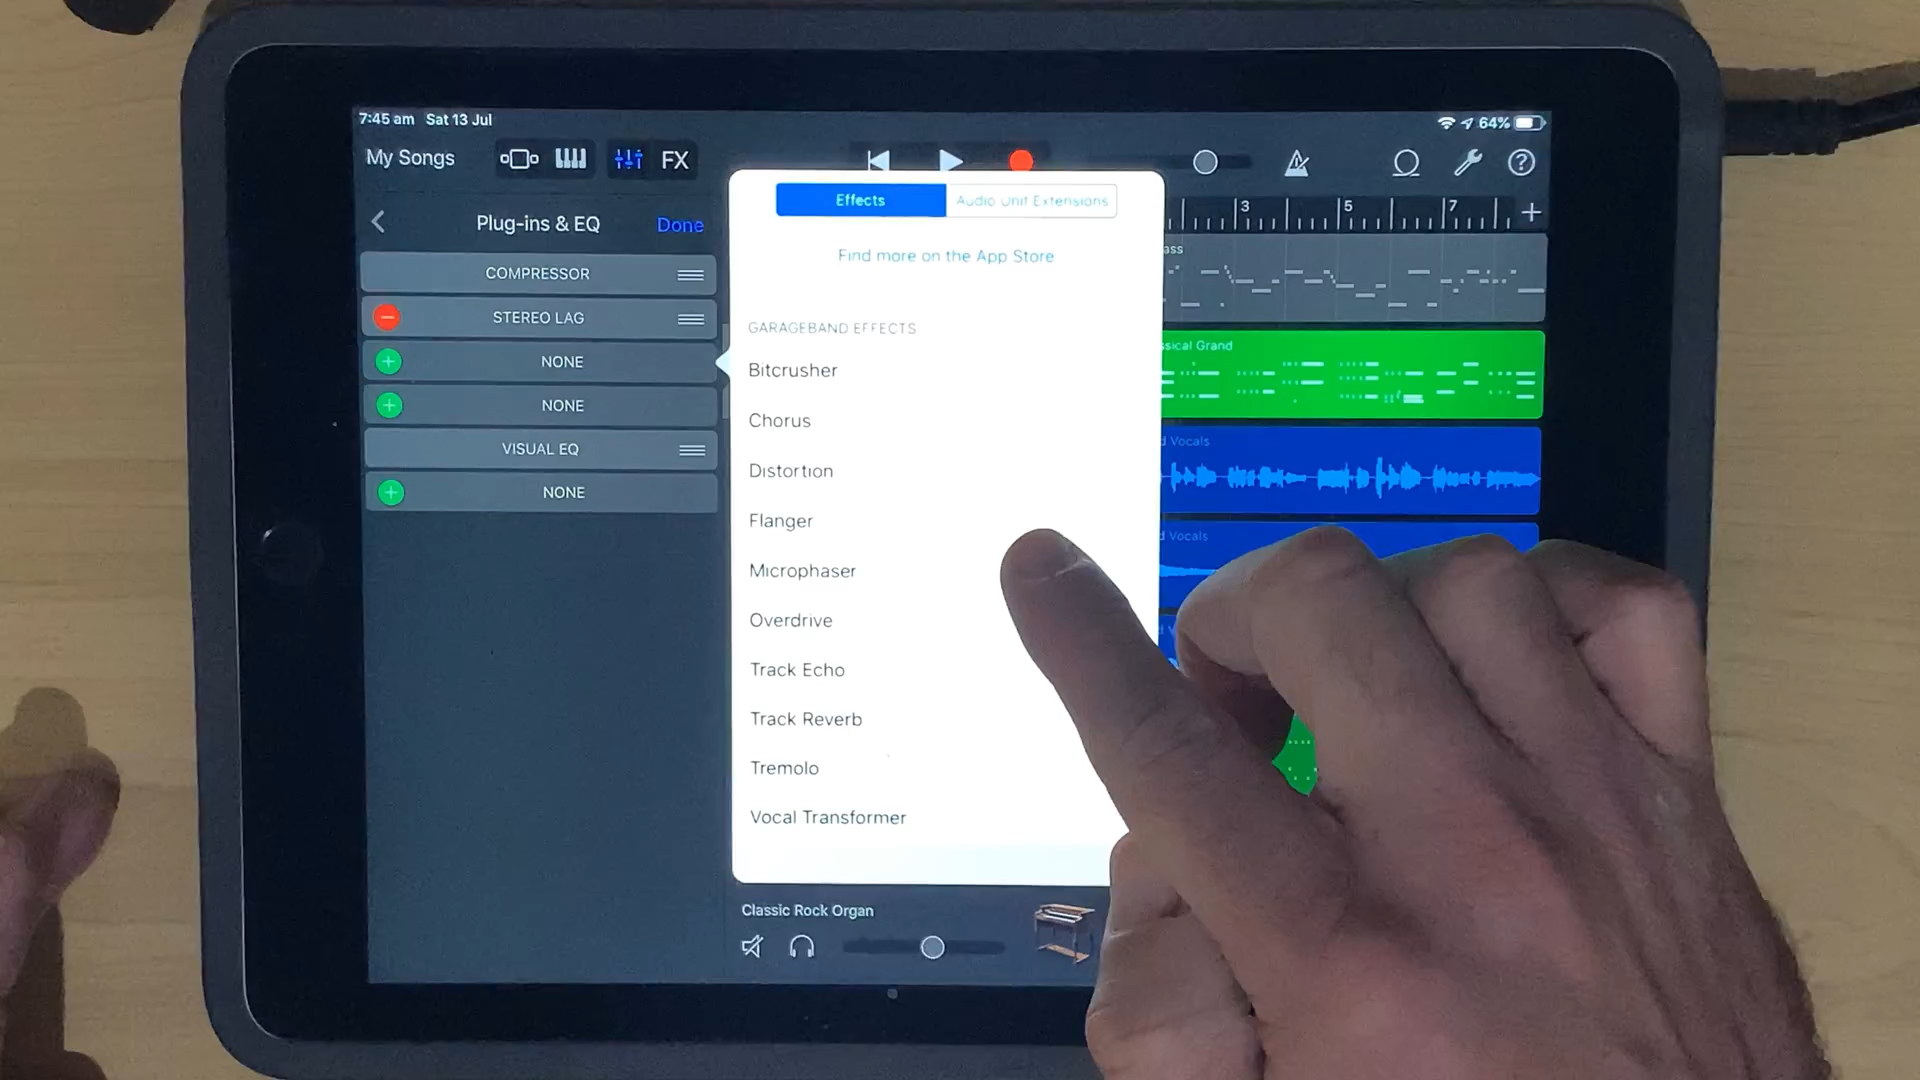 7:45 am Sat 13 Jul
64%
My Songs
FX
Plug-ins & EQ
Done
COMPRESSOR
STEREO LAG
NONE
NONE
VISUAL EQ
NONE
Effects
Audio Unit Extensions
Find more on the App Store
GARAGEBAND EFFECTS
Bitcrusher
Chorus
Distortion
Flanger
Microphaser
Overdrive
Track Echo
Track Reverb
Tremolo
Vocal Transformer
Classic Rock Organ
3 5 7
ass
ssical Grand
d Vocals
d Vocals